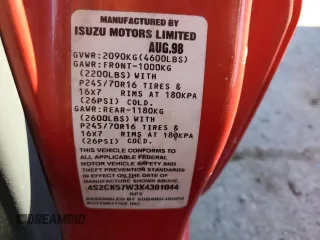 MANUFACTURED BY
ISUZU MOTORS LIMITED
AUG.98
GVWR:2090KG(4600LBS)
GAWR:FRONT-1000KG
(2200LBS) WITH
P245/70R16 TIRES &
16X7 RIMS AT 180KPA
(26PSI) COLD.
GAWR:REAR-1180KG
(2600LBS) WITH
P245/70R16 TIRES &
16X7 RIMS AT 180KPA
(26PSI) COLD.
THIS VEHICLE CONFORMS TO
ALL APPLICABLE FEDERAL
MOTOR VEHICLE SAFETY AND
THEFT PREVENTION STANDARDS
IN EFFECT ON THE DATE OF
MANUFACTURE SHOWN ABOVE.
4S2CK57W3X4301044
MPV
ASSEMBLED BY SUBARU ISUZU
AUTOMOTIVE INC.
IDREAMBID